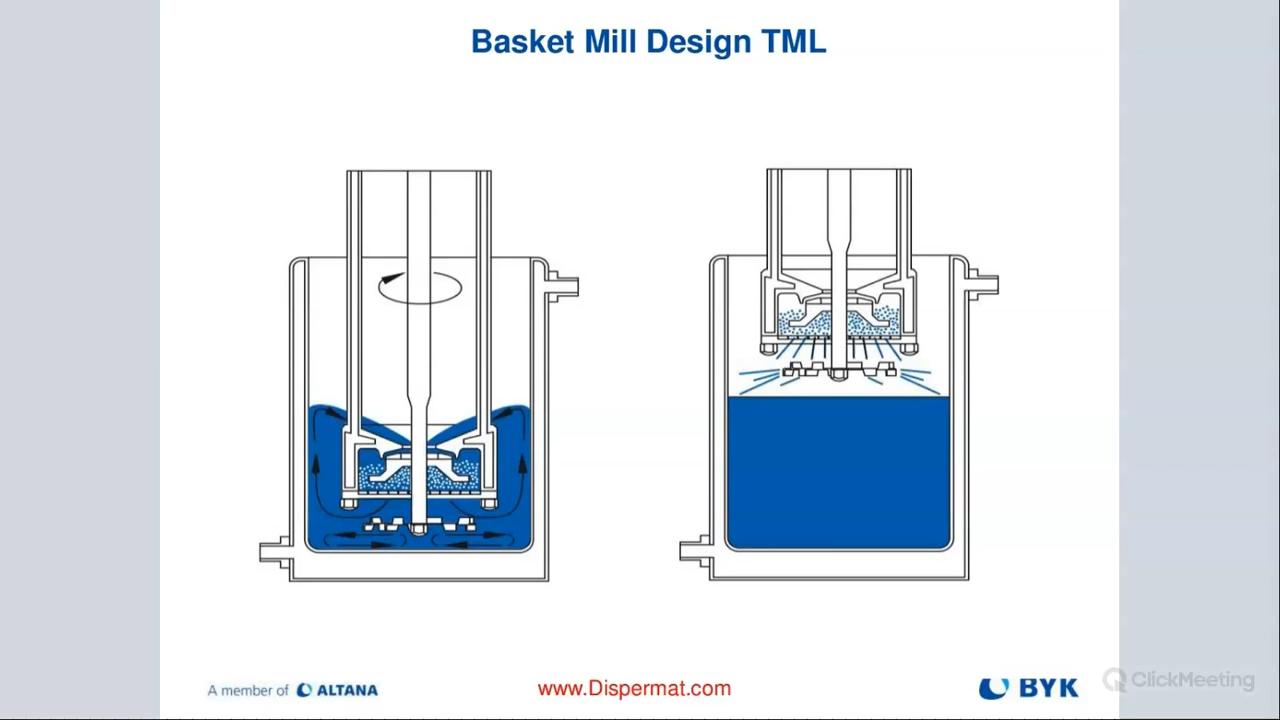 Basket Mill Design TML
A member of ALTANA
www.Dispermat.com
BYK
ClickMeeting